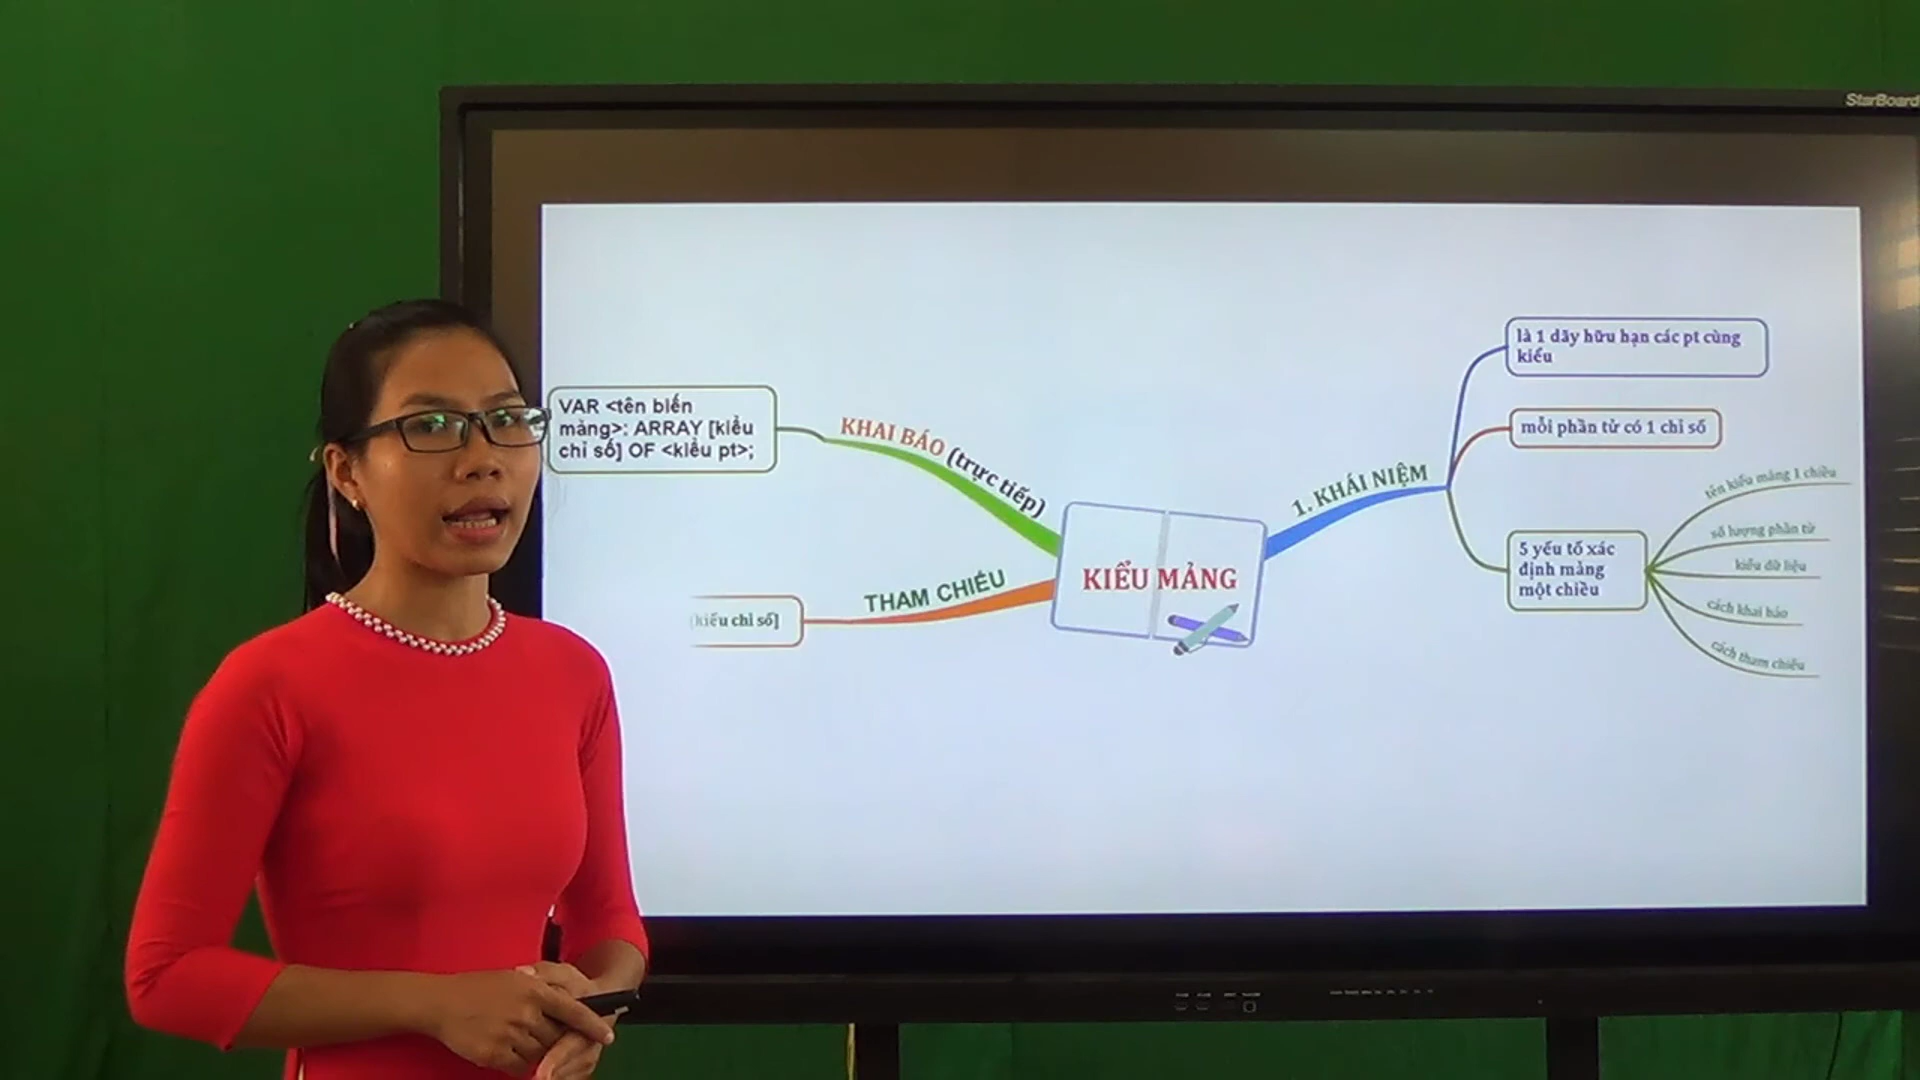 StarBoard
VAR <tên biến
mảng>: ARRAY [kiểu
chỉ số] OF <kiểu pt>;
KHAI BÁO (trực tiếp)
THAM CHIẾU
kiểu chỉ số]
KIỂU MẢNG
1. KHÁI NIỆM
là 1 dãy hữu hạn các pt cùng
kiểu
mỗi phần tử có 1 chỉ số
5 yếu tố xác
định mảng
một chiều
tên kiểu mảng 1 chiều
số lượng phần tử
kiểu dữ liệu
cách khai báo
cách tham chiếu